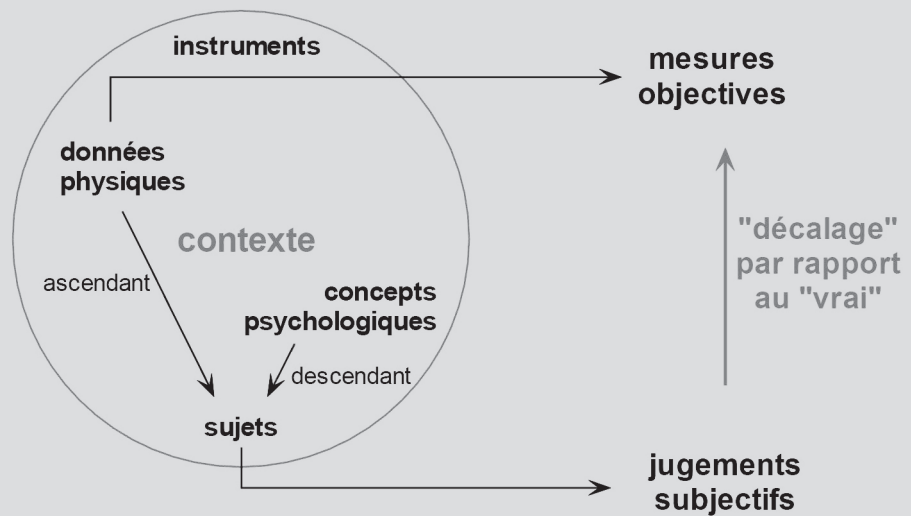 instruments
mesures
objectives
données
physiques
contexte
"décalage"
par rapport
au "vrai"
ascendant
concepts
psychologiques
descendant
sujets
jugements
subjectifs